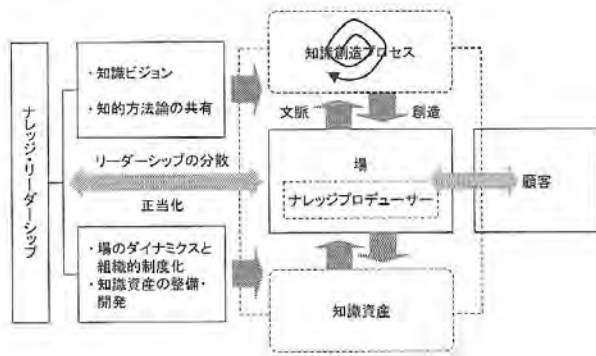 ナレッジ・リーダーシップ
・知識ビジョン
・知的方法論の共有
リーダーシップの分散
正当化
・場のダイナミクスと
組織的制度化
・知識資産の整備・
開発
知識創造プロセス
文脈
創造
場
ナレッジプロデューサー
顧客
知識資産